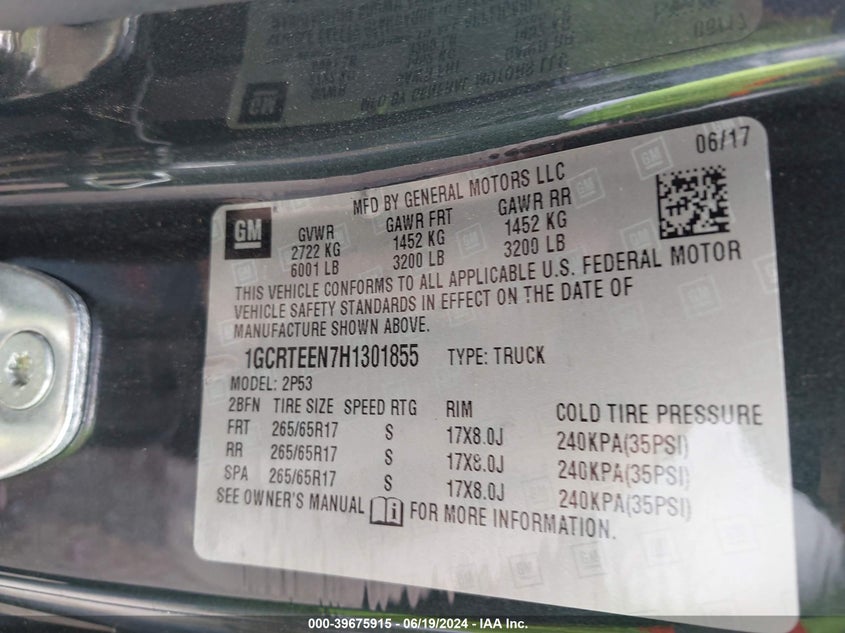 06/17
MFD BY GENERAL MOTORS LLC
GM
GVWR GAWR FRT GAWR RR
2722 KG 1452 KG 1452 KG
6001 LB 3200 LB 3200 LB
THIS VEHICLE CONFORMS TO ALL APPLICABLE U.S. FEDERAL MOTOR
VEHICLE SAFETY STANDARDS IN EFFECT ON THE DATE OF
MANUFACTURE SHOWN ABOVE.
1GCRTEEN7H1301855 TYPE: TRUCK
MODEL: 2P53
2BFN TIRE SIZE SPEED RTG RIM COLD TIRE PRESSURE
FRT 265/65R17 S 17X8.0J 240KPA(35PSI)
RR 265/65R17 S 17X8.0J 240KPA(35PSI)
SPA 265/65R17 S 17X8.0J 240KPA(35PSI)
SEE OWNER'S MANUAL i FOR MORE INFORMATION.
000-39675915 - 06/19/2024 - IAA Inc.